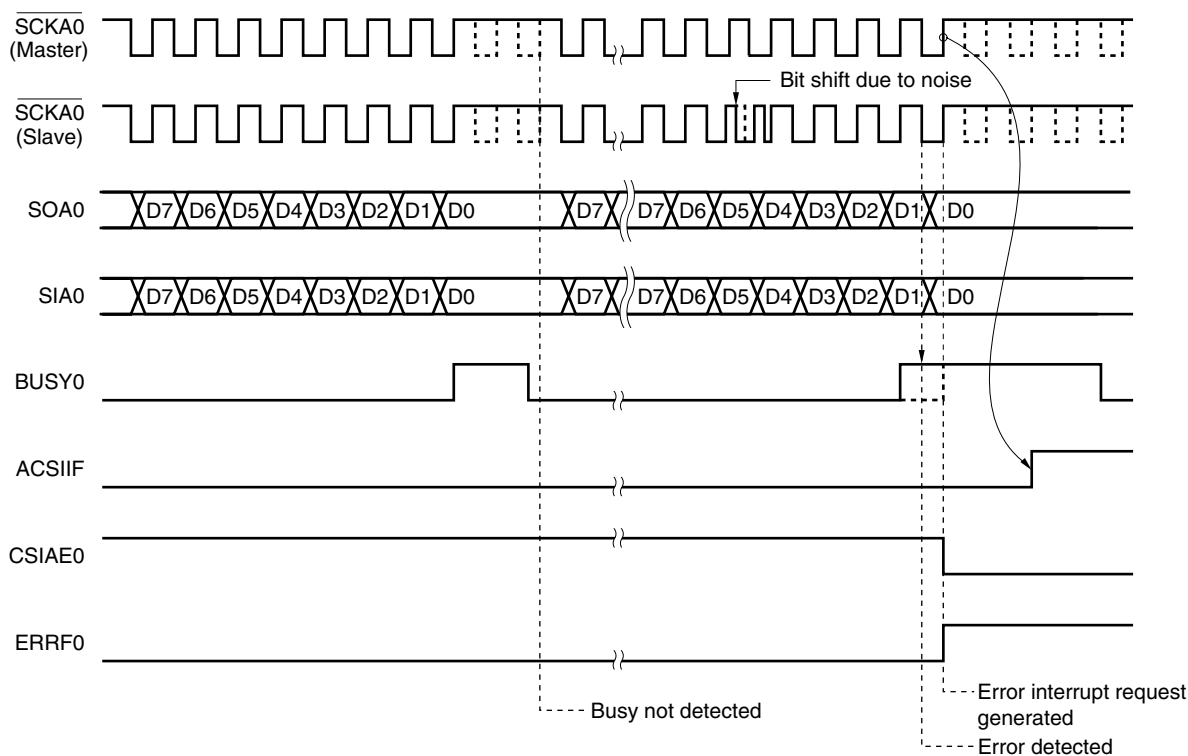 SCKA0
(Master)
Bit shift due to noise
SCKA0
(Slave)
SOA0
D7 D6 D5 D4 D3 D2 D1 D0 D7 D7 D6 D5 D4 D3 D2 D1 D0
SIA0
D7 D6 D5 D4 D3 D2 D1 D0 D7 D7 D6 D5 D4 D3 D2 D1 D0
BUSY0
ACSIIF
CSIAE0
ERRF0
Busy not detected
Error interrupt request
generated
Error detected